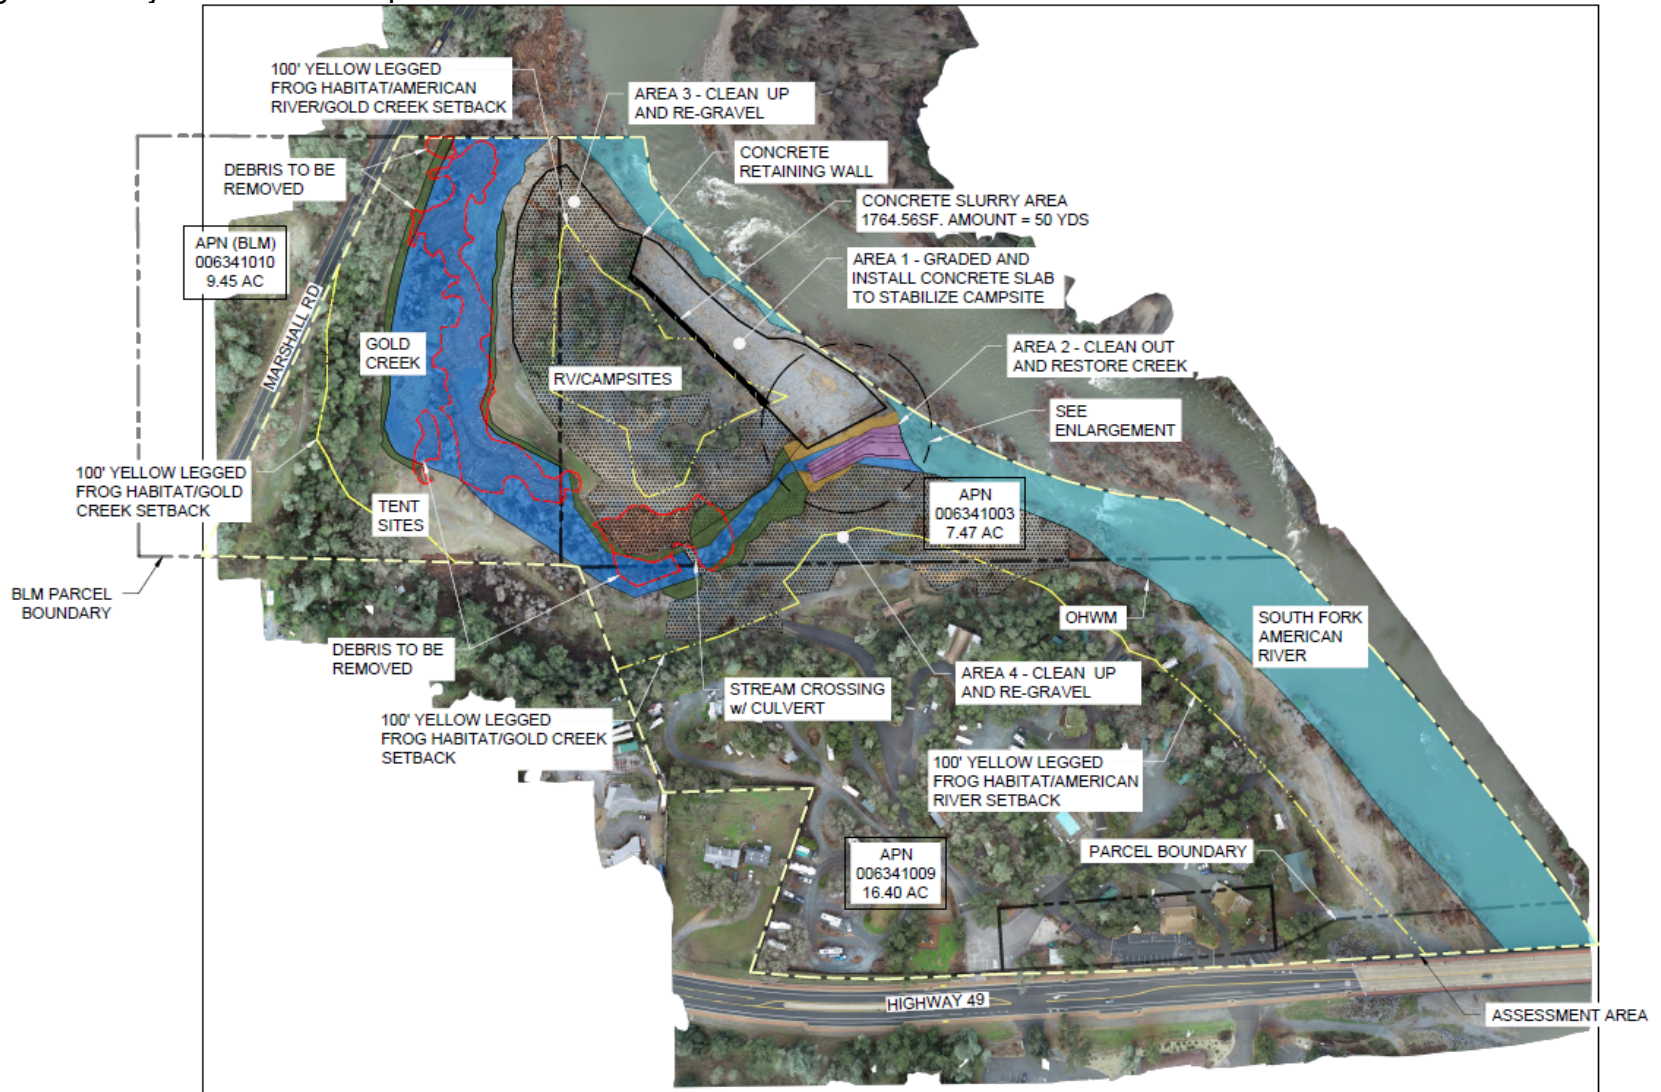 100' YELLOW LEGGED
FROG HABITAT/AMERICAN
RIVER/GOLD CREEK SETBACK
AREA 3 - CLEAN UP
AND RE-GRAVEL
CONCRETE
RETAINING WALL
DEBRIS TO BE
REMOVED
CONCRETE SLURRY AREA
1764.56SF. AMOUNT = 50 YDS
APN (BLM)
006341010
9.45 AC
AREA 1 - GRADED AND
INSTALL CONCRETE SLAB
TO STABILIZE CAMPSITE
MARSHALL RD
GOLD
CREEK
RV/CAMPSITES
AREA 2 - CLEAN OUT
AND RESTORE CREEK
SEE
ENLARGEMENT
100' YELLOW LEGGED
FROG HABITAT/GOLD
CREEK SETBACK
TENT
SITES
APN
006341003
7.47 AC
BLM PARCEL
BOUNDARY
OHWM
SOUTH FORK
AMERICAN
RIVER
DEBRIS TO BE
REMOVED
STREAM CROSSING
w/ CULVERT
AREA 4 - CLEAN UP
AND RE-GRAVEL
100' YELLOW LEGGED
FROG HABITAT/GOLD CREEK
SETBACK
100' YELLOW LEGGED
FROG HABITAT/AMERICAN
RIVER SETBACK
APN
006341009
16.40 AC
PARCEL BOUNDARY
HIGHWAY 49
ASSESSMENT AREA